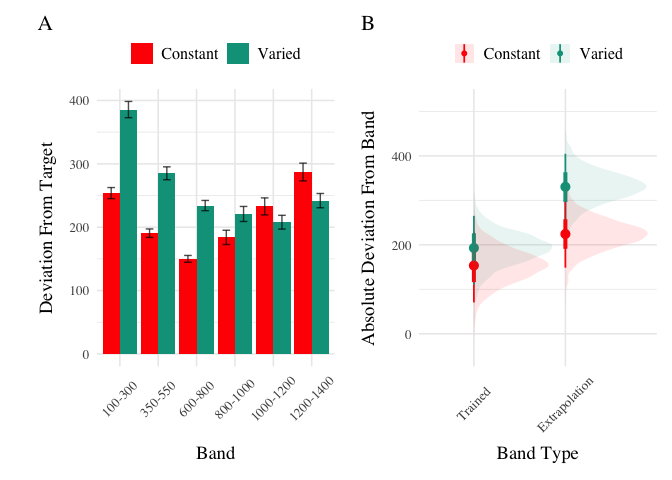 A
Constant Varied
Deviation From Target
400
300
200
100
0
100-300
350-550
600-800
800-1000
1000-1200
1200-1400
Band
B
Constant Varied
Absolute Deviation From Band
400
200
0
Trained
Extrapolation
Band Type